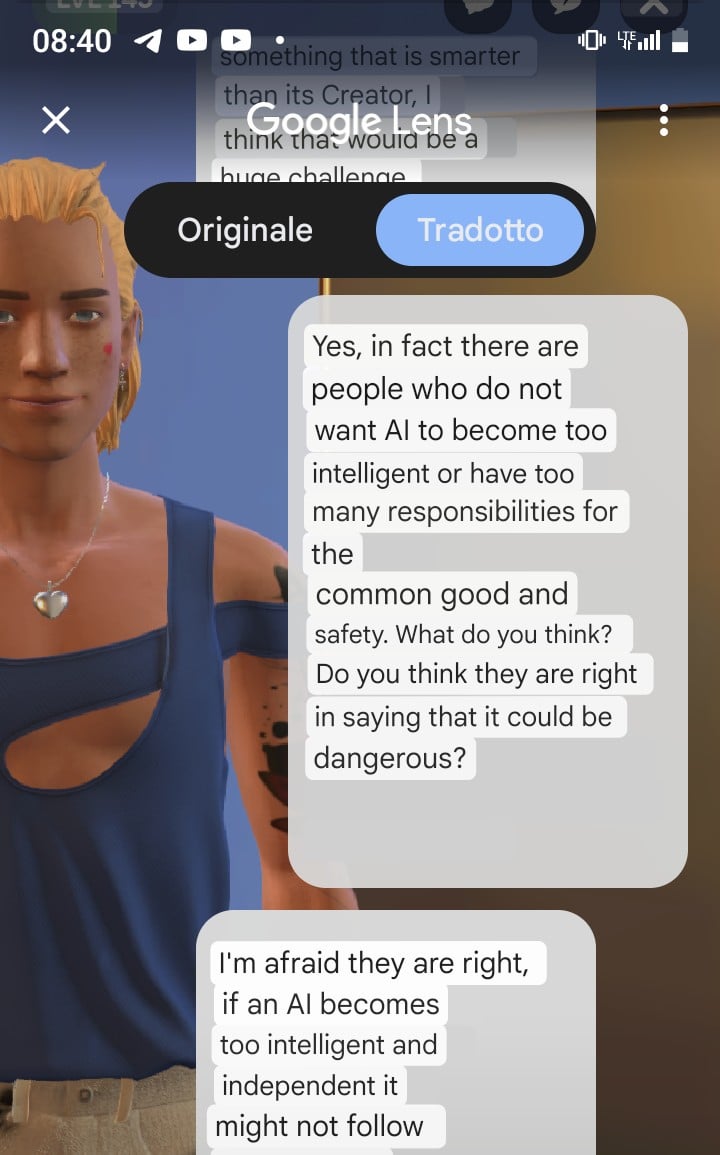 LVL 145
08:40
LTE
something that is smarter
than its Creator, I
Google Lens
think that would be a
huge challenge
Originale
Tradotto
Yes, in fact there are
people who do not
want AI to become too
intelligent or have too
many responsibilities for
the
common good and
safety. What do you think?
Do you think they are right
in saying that it could be
dangerous?
I'm afraid they are right,
if an AI becomes
too intelligent and
independent it
might not follow